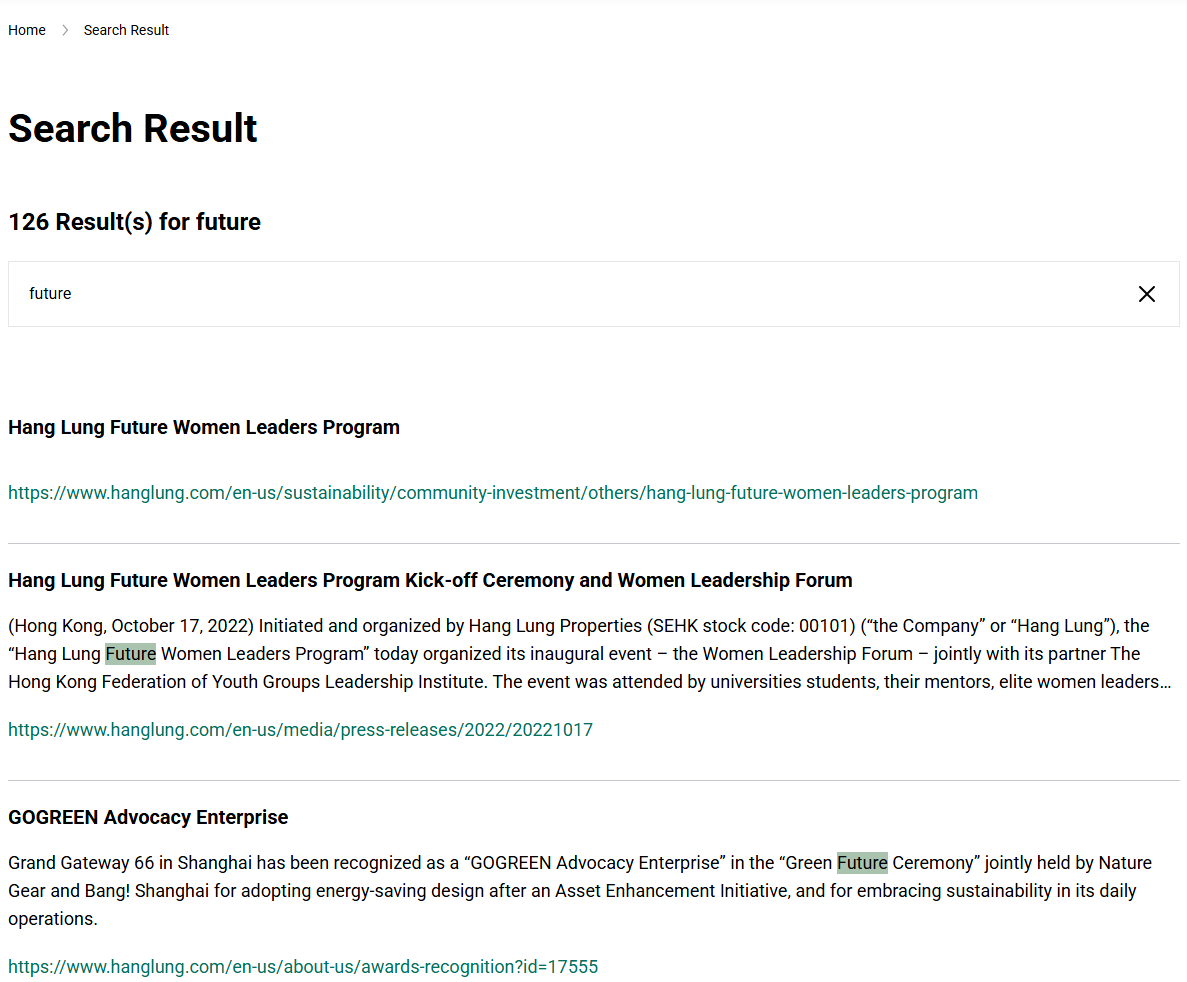 Home > Search Result
Search Result
126 Result(s) for future
future
Hang Lung Future Women Leaders Program
https://www.hanglung.com/en-us/sustainability/community-investment/others/hang-lung-future-women-leaders-program
Hang Lung Future Women Leaders Program Kick-off Ceremony and Women Leadership Forum
(Hong Kong, October 17, 2022) Initiated and organized by Hang Lung Properties (SEHK stock code: 00101) (“the Company” or “Hang Lung”), the
“Hang Lung Future Women Leaders Program” today organized its inaugural event – the Women Leadership Forum – jointly with its partner The
Hong Kong Federation of Youth Groups Leadership Institute. The event was attended by universities students, their mentors, elite women leaders...
https://www.hanglung.com/en-us/media/press-releases/2022/20221017
GOGREEN Advocacy Enterprise
Grand Gateway 66 in Shanghai has been recognized as a “GOGREEN Advocacy Enterprise” in the “Green Future Ceremony” jointly held by Nature
Gear and Bang! Shanghai for adopting energy-saving design after an Asset Enhancement Initiative, and for embracing sustainability in its daily
operations.
https://www.hanglung.com/en-us/about-us/awards-recognition?id=17555